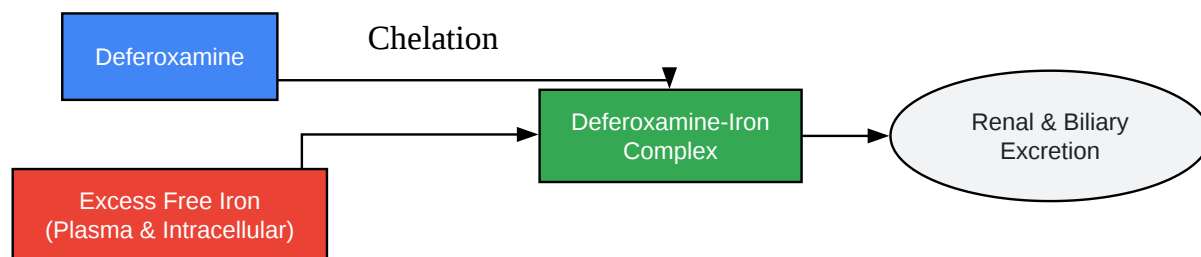 Chelation
Deferoxamine
Deferoxamine-Iron
Complex
Renal & Biliary
Excretion
Excess Free Iron
(Plasma & Intracellular)